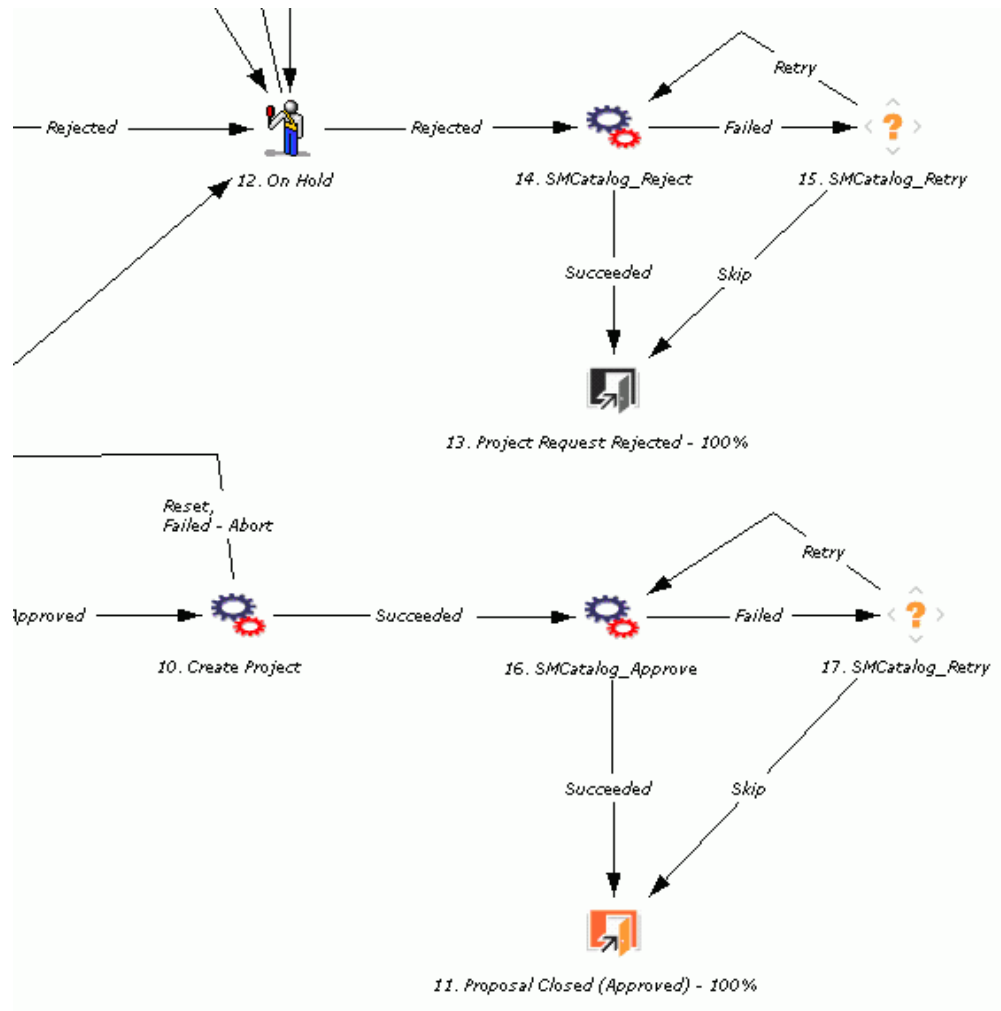 Retry
Rejected
Rejected
Failed
12. On Hold
14. SMCatalog_Reject
15. SMCatalog_Retry
Succeeded
Skip
13. Project Request Rejected - 100%
Reset,
Failed - Abort
Retry
Approved
Succeeded
Failed
10. Create Project
16. SMCatalog_Approve
17. SMCatalog_Retry
Succeeded
Skip
11. Proposal Closed (Approved) - 100%